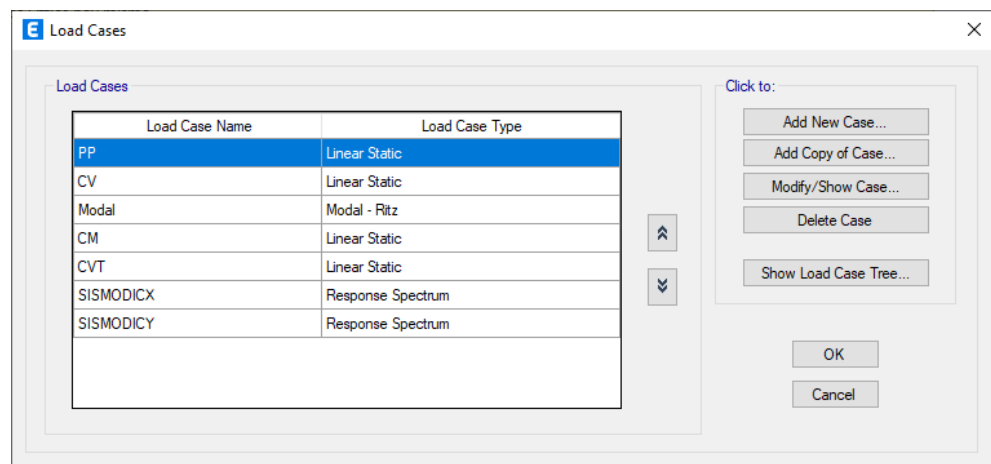 E Load Cases
Load Cases
Load Case Name Load Case Type
PP Linear Static
CV Linear Static
Modal Modal - Ritz
CM Linear Static
CVT Linear Static
SISMODICX Response Spectrum
SISMODICY Response Spectrum
Click to:
Add New Case...
Add Copy of Case...
Modify/Show Case...
Delete Case
Show Load Case Tree...
OK
Cancel